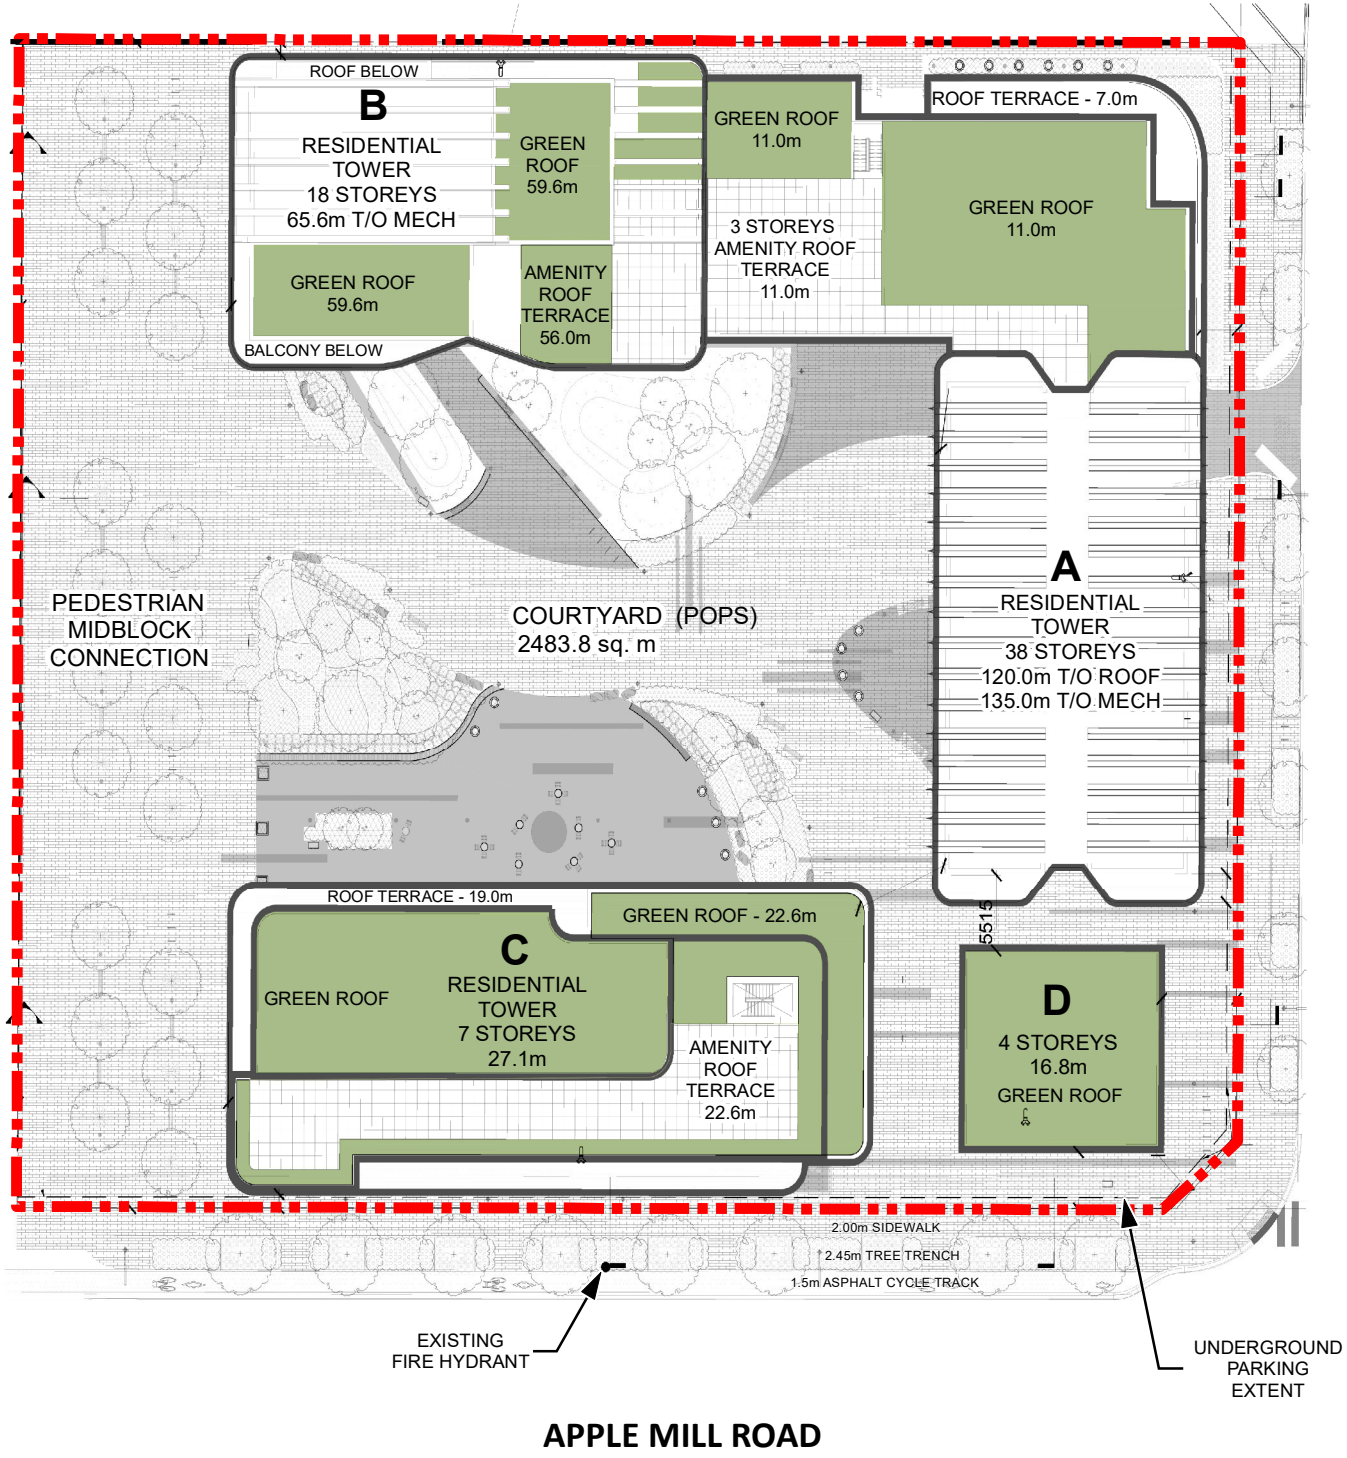 ROOF BELOW
B
RESIDENTIAL
TOWER
18 STOREYS
65.6m T/O MECH
GREEN
ROOF
59.6m
GREEN ROOF
59.6m
AMENITY
ROOF
TERRACE
56.0m
BALCONY BELOW
GREEN ROOF
11.0m
ROOF TERRACE - 7.0m
GREEN ROOF
11.0m
3 STOREYS
AMENITY ROOF
TERRACE
11.0m
A
RESIDENTIAL
TOWER
38 STOREYS
120.0m T/O ROOF
135.0m T/O MECH
PEDESTRIAN
MIDBLOCK
CONNECTION
COURTYARD (POPS)
2483.8 sq. m
ROOF TERRACE - 19.0m
GREEN ROOF - 22.6m
C
RESIDENTIAL
TOWER
7 STOREYS
27.1m
GREEN ROOF
AMENITY
ROOF
TERRACE
22.6m
5515
D
4 STOREYS
16.8m
GREEN ROOF
2.00m SIDEWALK
2.45m TREE TRENCH
1.5m ASPHALT CYCLE TRACK
EXISTING
FIRE HYDRANT
UNDERGROUND
PARKING
EXTENT
APPLE MILL ROAD